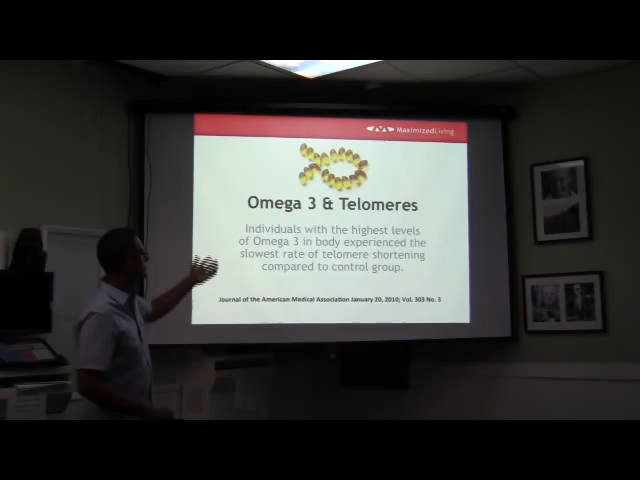 MaximizedLiving
Omega 3 & Telomeres
Individuals with the highest levels
of Omega 3 in body experienced the
slowest rate of telomere shortening
compared to control group.
Journal of the American Medical Association January 20, 2010; Vol. 303 No. 3